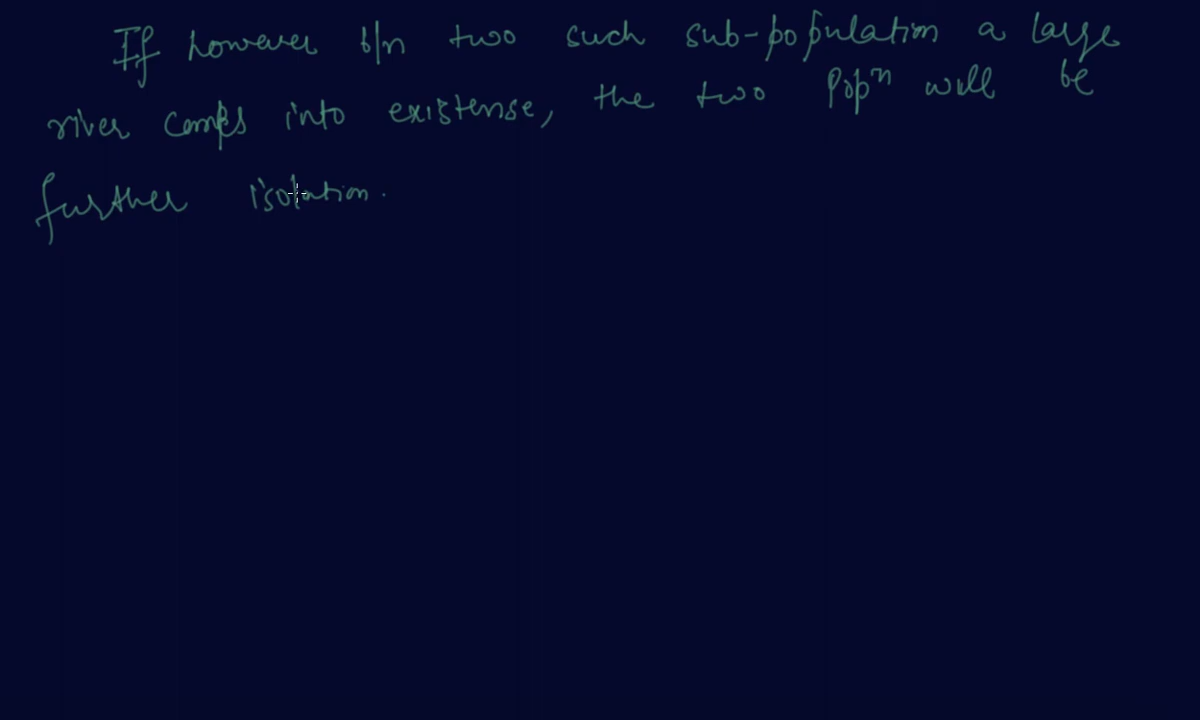 If however b/n two such sub-population a large
river comes into existense, the two Popⁿ will be
further isolation.